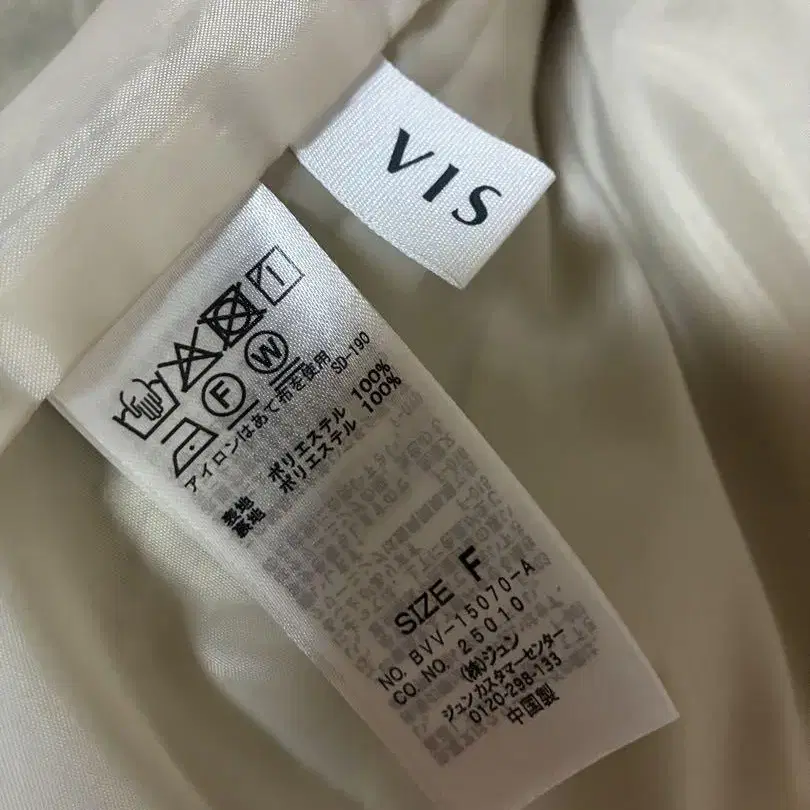 VIS
F W
アイロンはあて布を使用 SD-190
表地 ポリエステル 100%
裏地 ポリエステル 100%
SIZE F
NO. BVV-15070-A
CO NO. 25010
(株)ジュン
ジュンカスタマーセンター
0120-298-133
中国製